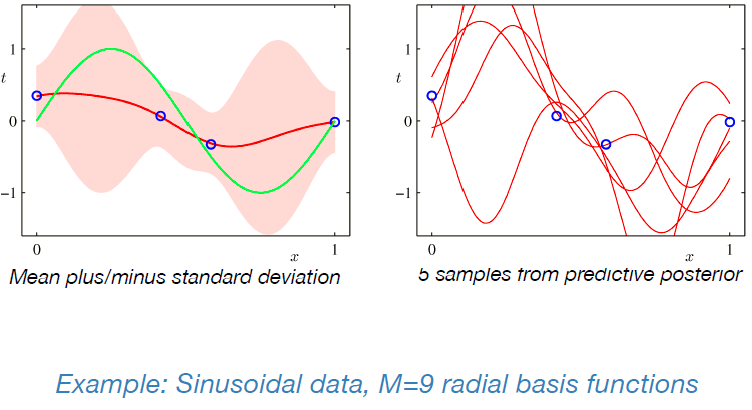 1
t
0
−1
0
x
1
Mean plus/minus standard deviation
1
t
0
−1
0
x
1
5 samples from predictive posterior
Example: Sinusoidal data, M=9 radial basis functions